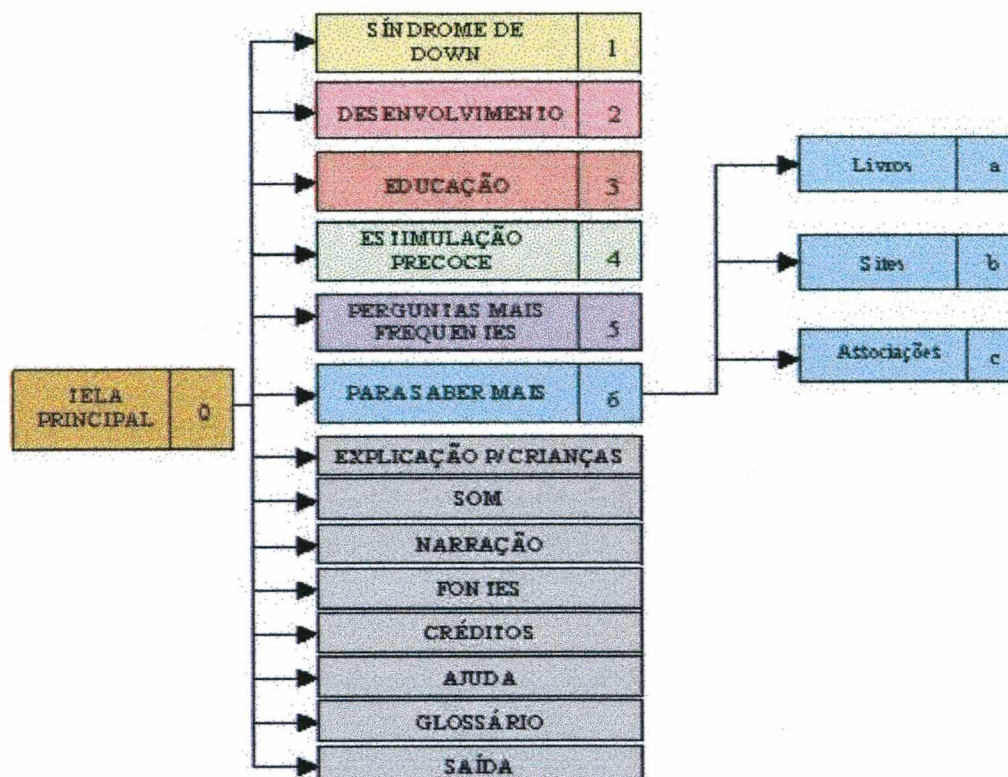 SÍNDROME DE
DOWN
1
DESENVOLVIMENTO
2
EDUCAÇÃO
3
ESTIMULAÇÃO
PRECOCE
4
PERGUNTAS MAIS
FREQUENTES
5
PARA SABER MAIS
6
Livros
a
Sites
b
Associações
c
TELA
PRINCIPAL
0
EXPLICAÇÃO P/ CRIANÇAS
SOM
NARRAÇÃO
FONTES
CRÉDITOS
AJUDA
GLOSSÁRIO
SAÍDA